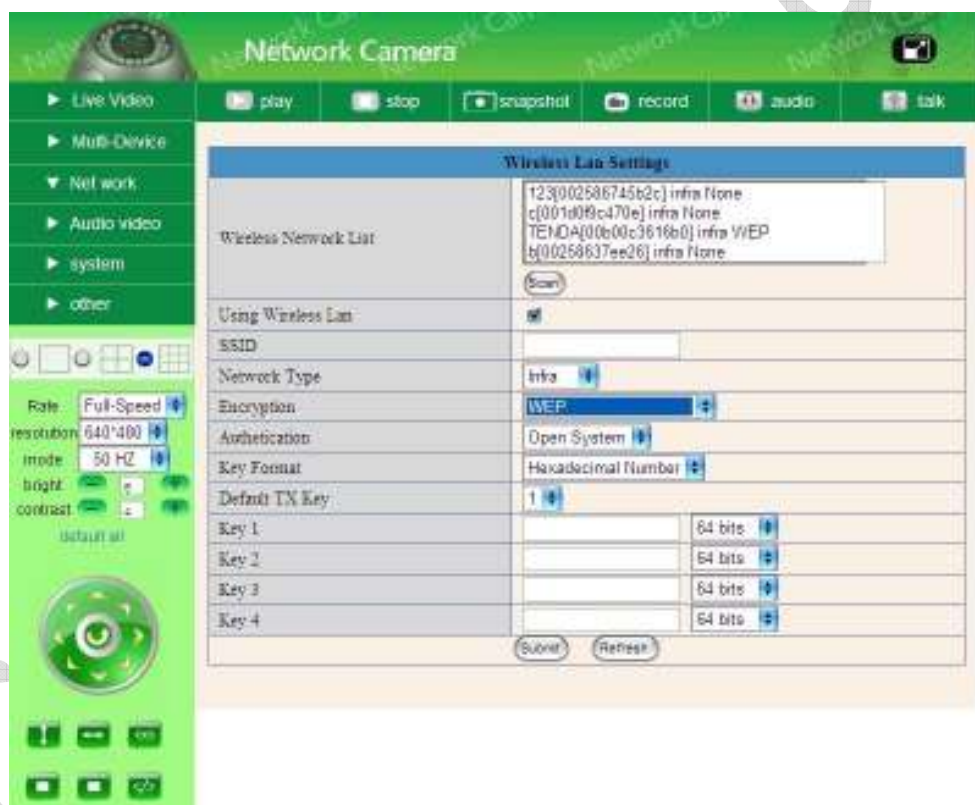 Network Camera
Live Video
play
stop
snapshot
record
audio
talk
Multi-Device
Net work
Audio video
system
other
Wireless Lan Settings
Wireless Network List
123[002586745b2c] infra None
c[001d0f9c470e] infra None
TENDA[00b00c3616b0] infra WEP
b[00258637ee26] infra None
Scan
Using Wireless Lan
SSID
Network Type Infra
Encryption WEP
Authetication Open System
Key Format Hexadecimal Number
Default TX Key 1
Key 1 64 bits
Key 2 64 bits
Key 3 64 bits
Key 4 64 bits
Submit Refresh
Rate Full-Speed
resolution 640*480
mode 50 HZ
bright
contrast
default all